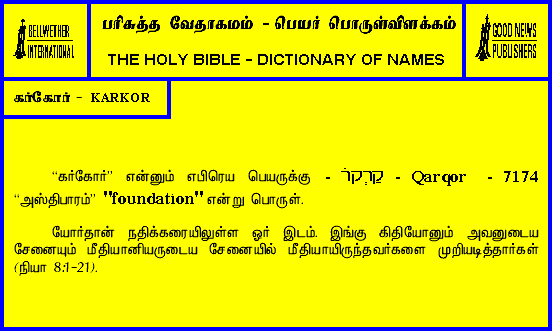 BELLWETHER
INTERNATIONAL
பரிசுத்த வேதாகமம் - பெயர் பொருள்விளக்கம்
THE HOLY BIBLE - DICTIONARY OF NAMES
GOOD NEWS
PUBLISHERS
கர்கோர் - KARKOR
“கர்கோர்” என்னும் எபிரெய பெயருக்கு - קַרְקֹר - Qarqor - 7174
“அஸ்திபாரம்” "foundation" என்று பொருள்.
யோர்தான் நதிக்கரையிலுள்ள ஓர் இடம். இங்கு கிதியோனும் அவனுடைய
சேனையும் மீதியானியருடைய சேனையில் மீதியாயிருந்தவர்களை முறியடித்தார்கள்
(நியா 8:1-21).